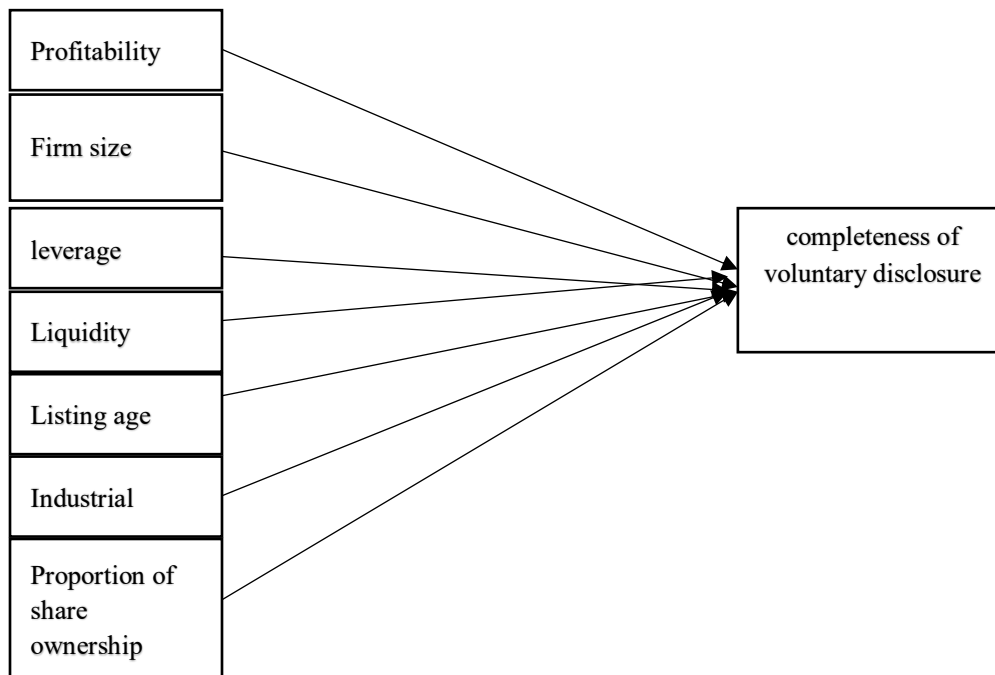 Profitability
Firm size
leverage
Liquidity
Listing age
Industrial
Proportion of
share
ownership
completeness of
voluntary disclosure